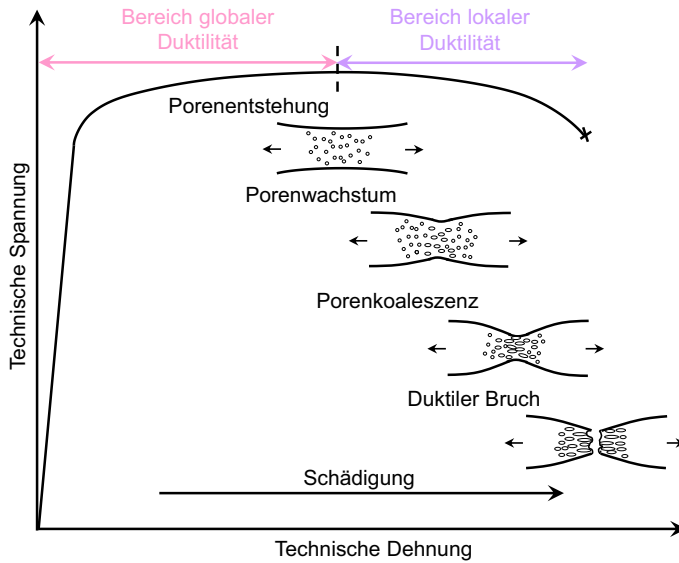 Bereich globaler
Duktilität
Bereich lokaler
Duktilität
Porenentstehung
Porenwachstum
Porenkoaleszenz
Duktiler Bruch
Schädigung
Technische Spannung
Technische Dehnung